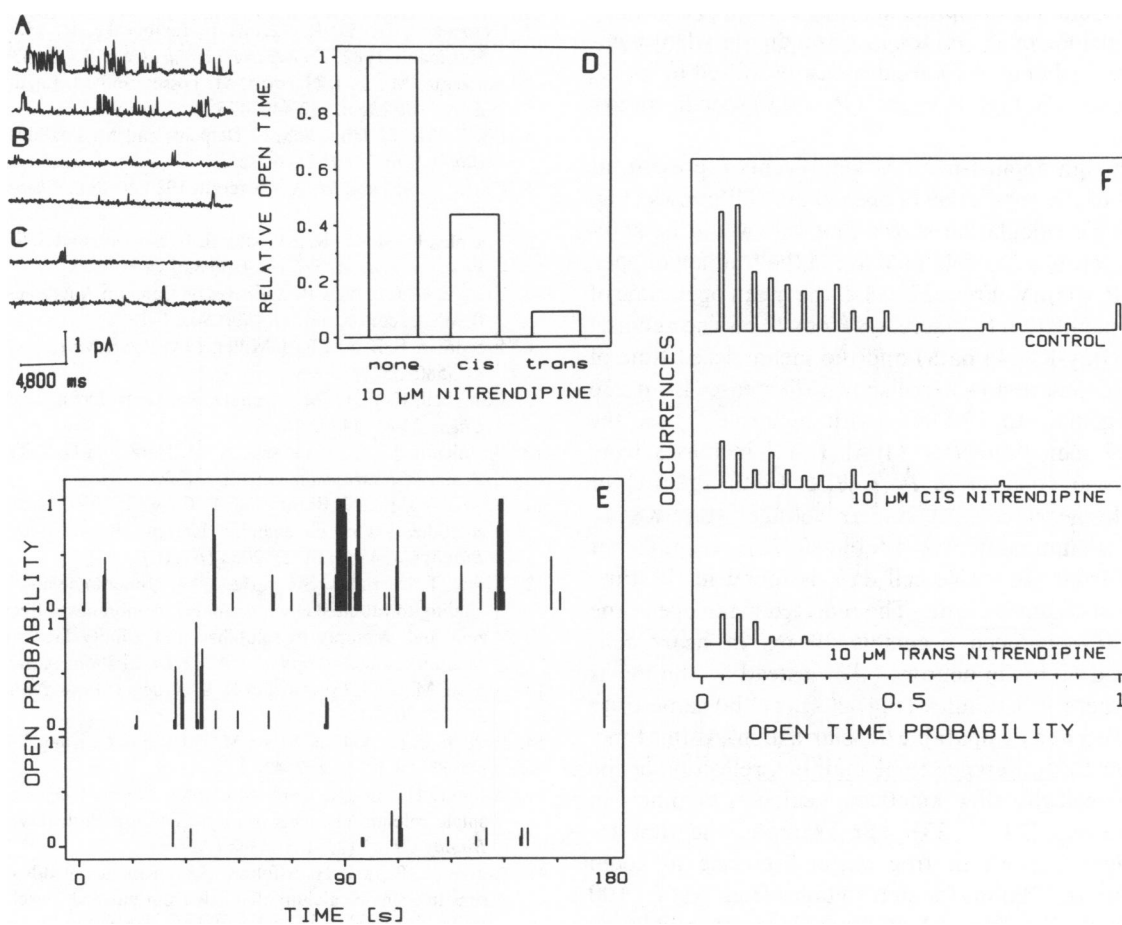 A
B
C
1 pA
4,800 ms
D
RELATIVE OPEN TIME
1
0.8
0.6
0.4
0.2
0
none cis trans
10 µM NITRENDIPINE
E
OPEN PROBABILITY
1
0
1
0
1
0
0 90 180
TIME [s]
F
OCCURRENCES
CONTROL
10 µM CIS NITRENDIPINE
10 µM TRANS NITRENDIPINE
0 0.5 1
OPEN TIME PROBABILITY